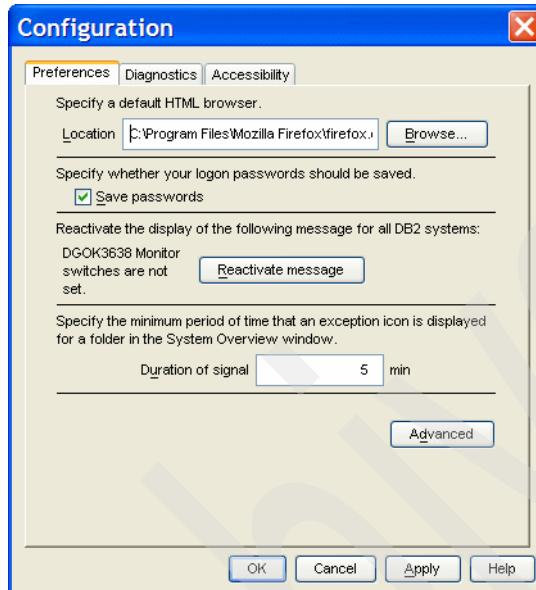 Configuration
Preferences Diagnostics Accessibility
Specify a default HTML browser.
Location C:\Program Files\Mozilla Firefox\firefox. Browse...
Specify whether your logon passwords should be saved.
Save passwords
Reactivate the display of the following message for all DB2 systems:
DGOK3638 Monitor
switches are not
set.
Reactivate message
Specify the minimum period of time that an exception icon is displayed
for a folder in the System Overview window.
Duration of signal 5 min
Advanced
OK Cancel Apply Help